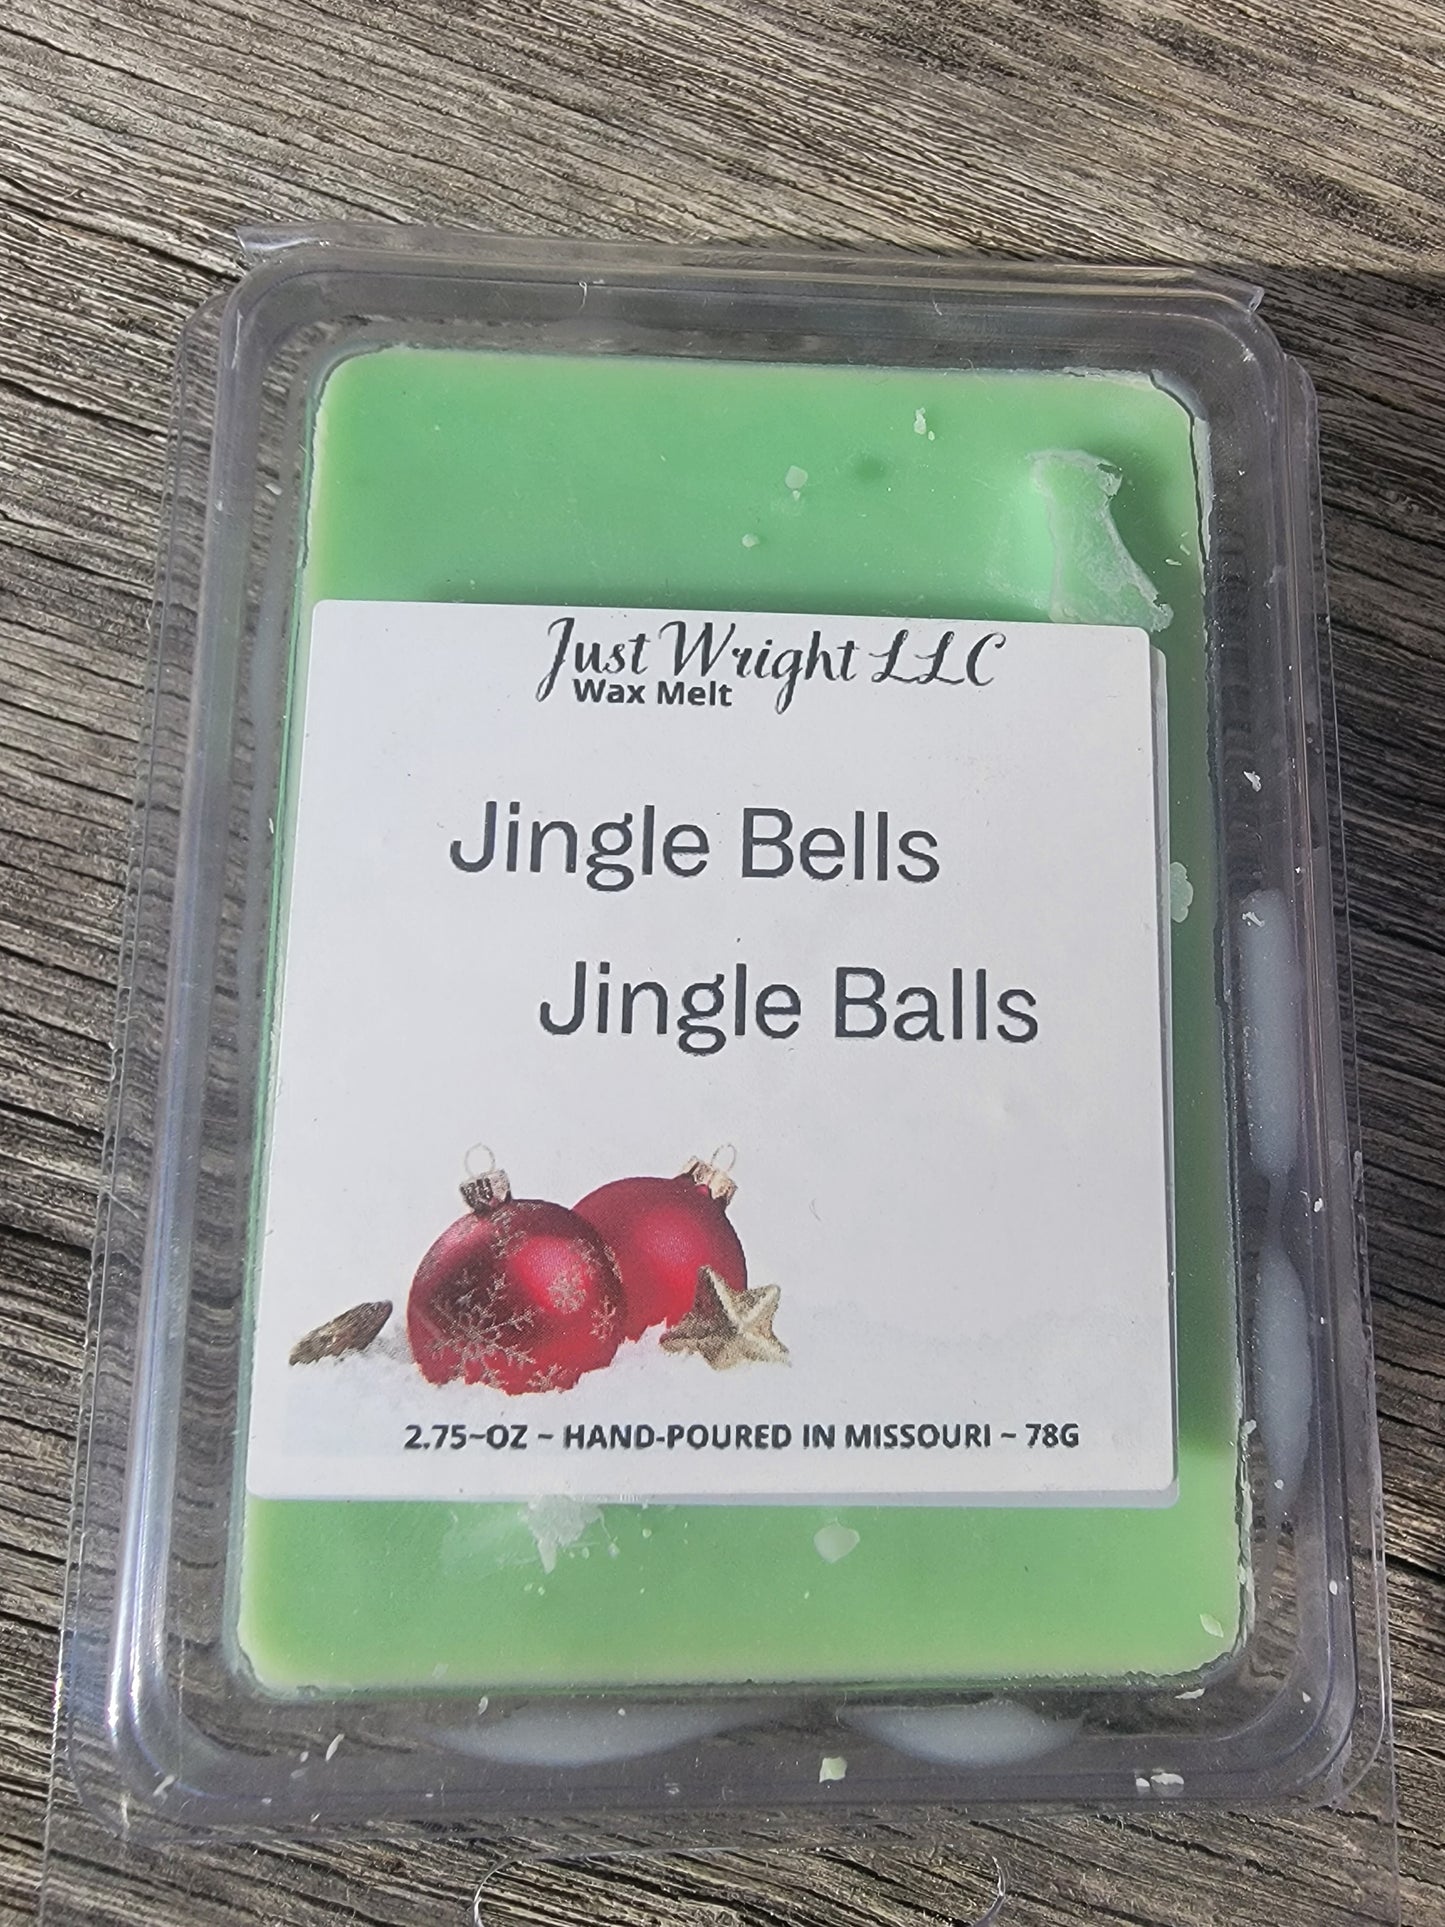 Just Wright LLC
Wax Melt
Jingle Bells
Jingle Balls
2.75~OZ ~ HAND-POURED IN MISSOURI ~ 78G